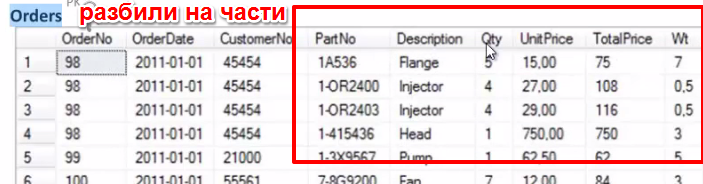 PK
Orders разбили на части
OrderNo OrderDate CustomerNo PartNo Description Qty UnitPrice TotalPrice Wt
1 98 2011-01-01 45454 1A536 Flange 5 15,00 75 7
2 98 2011-01-01 45454 1-OR2400 Injector 4 27,00 108 0,5
3 98 2011-01-01 45454 1-OR2403 Injector 4 29,00 116 0,5
4 98 2011-01-01 45454 1-415436 Head 1 750,00 750 3
5 99 2011-01-01 21000 1-3X9567 Pump 1 62,50 62 5
6 100 2011-01-01 55561 7-8G9200 Fan 7 12,00 84 3